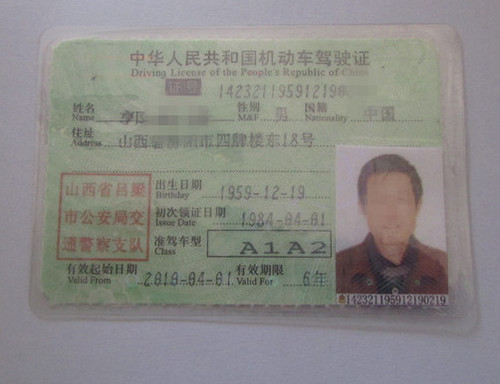 中华人民共和国机动车驾驶证
Driving License of the People's Republic of China
证号 1423211959121
姓名 性别 男 国籍 中国
Name M&F Nationality
住址 山西 阳市四牌楼东18号
Address
山西省吕梁
市公安局交
通警察支队
出生日期 1959-12-19
Birthday
初次领证日期 1984-04-01
Issue Date
准驾车型 A1A2
Class
有效起始日期 2010-04-01 有效期限 6年
Valid From Valid For
142321195912190219